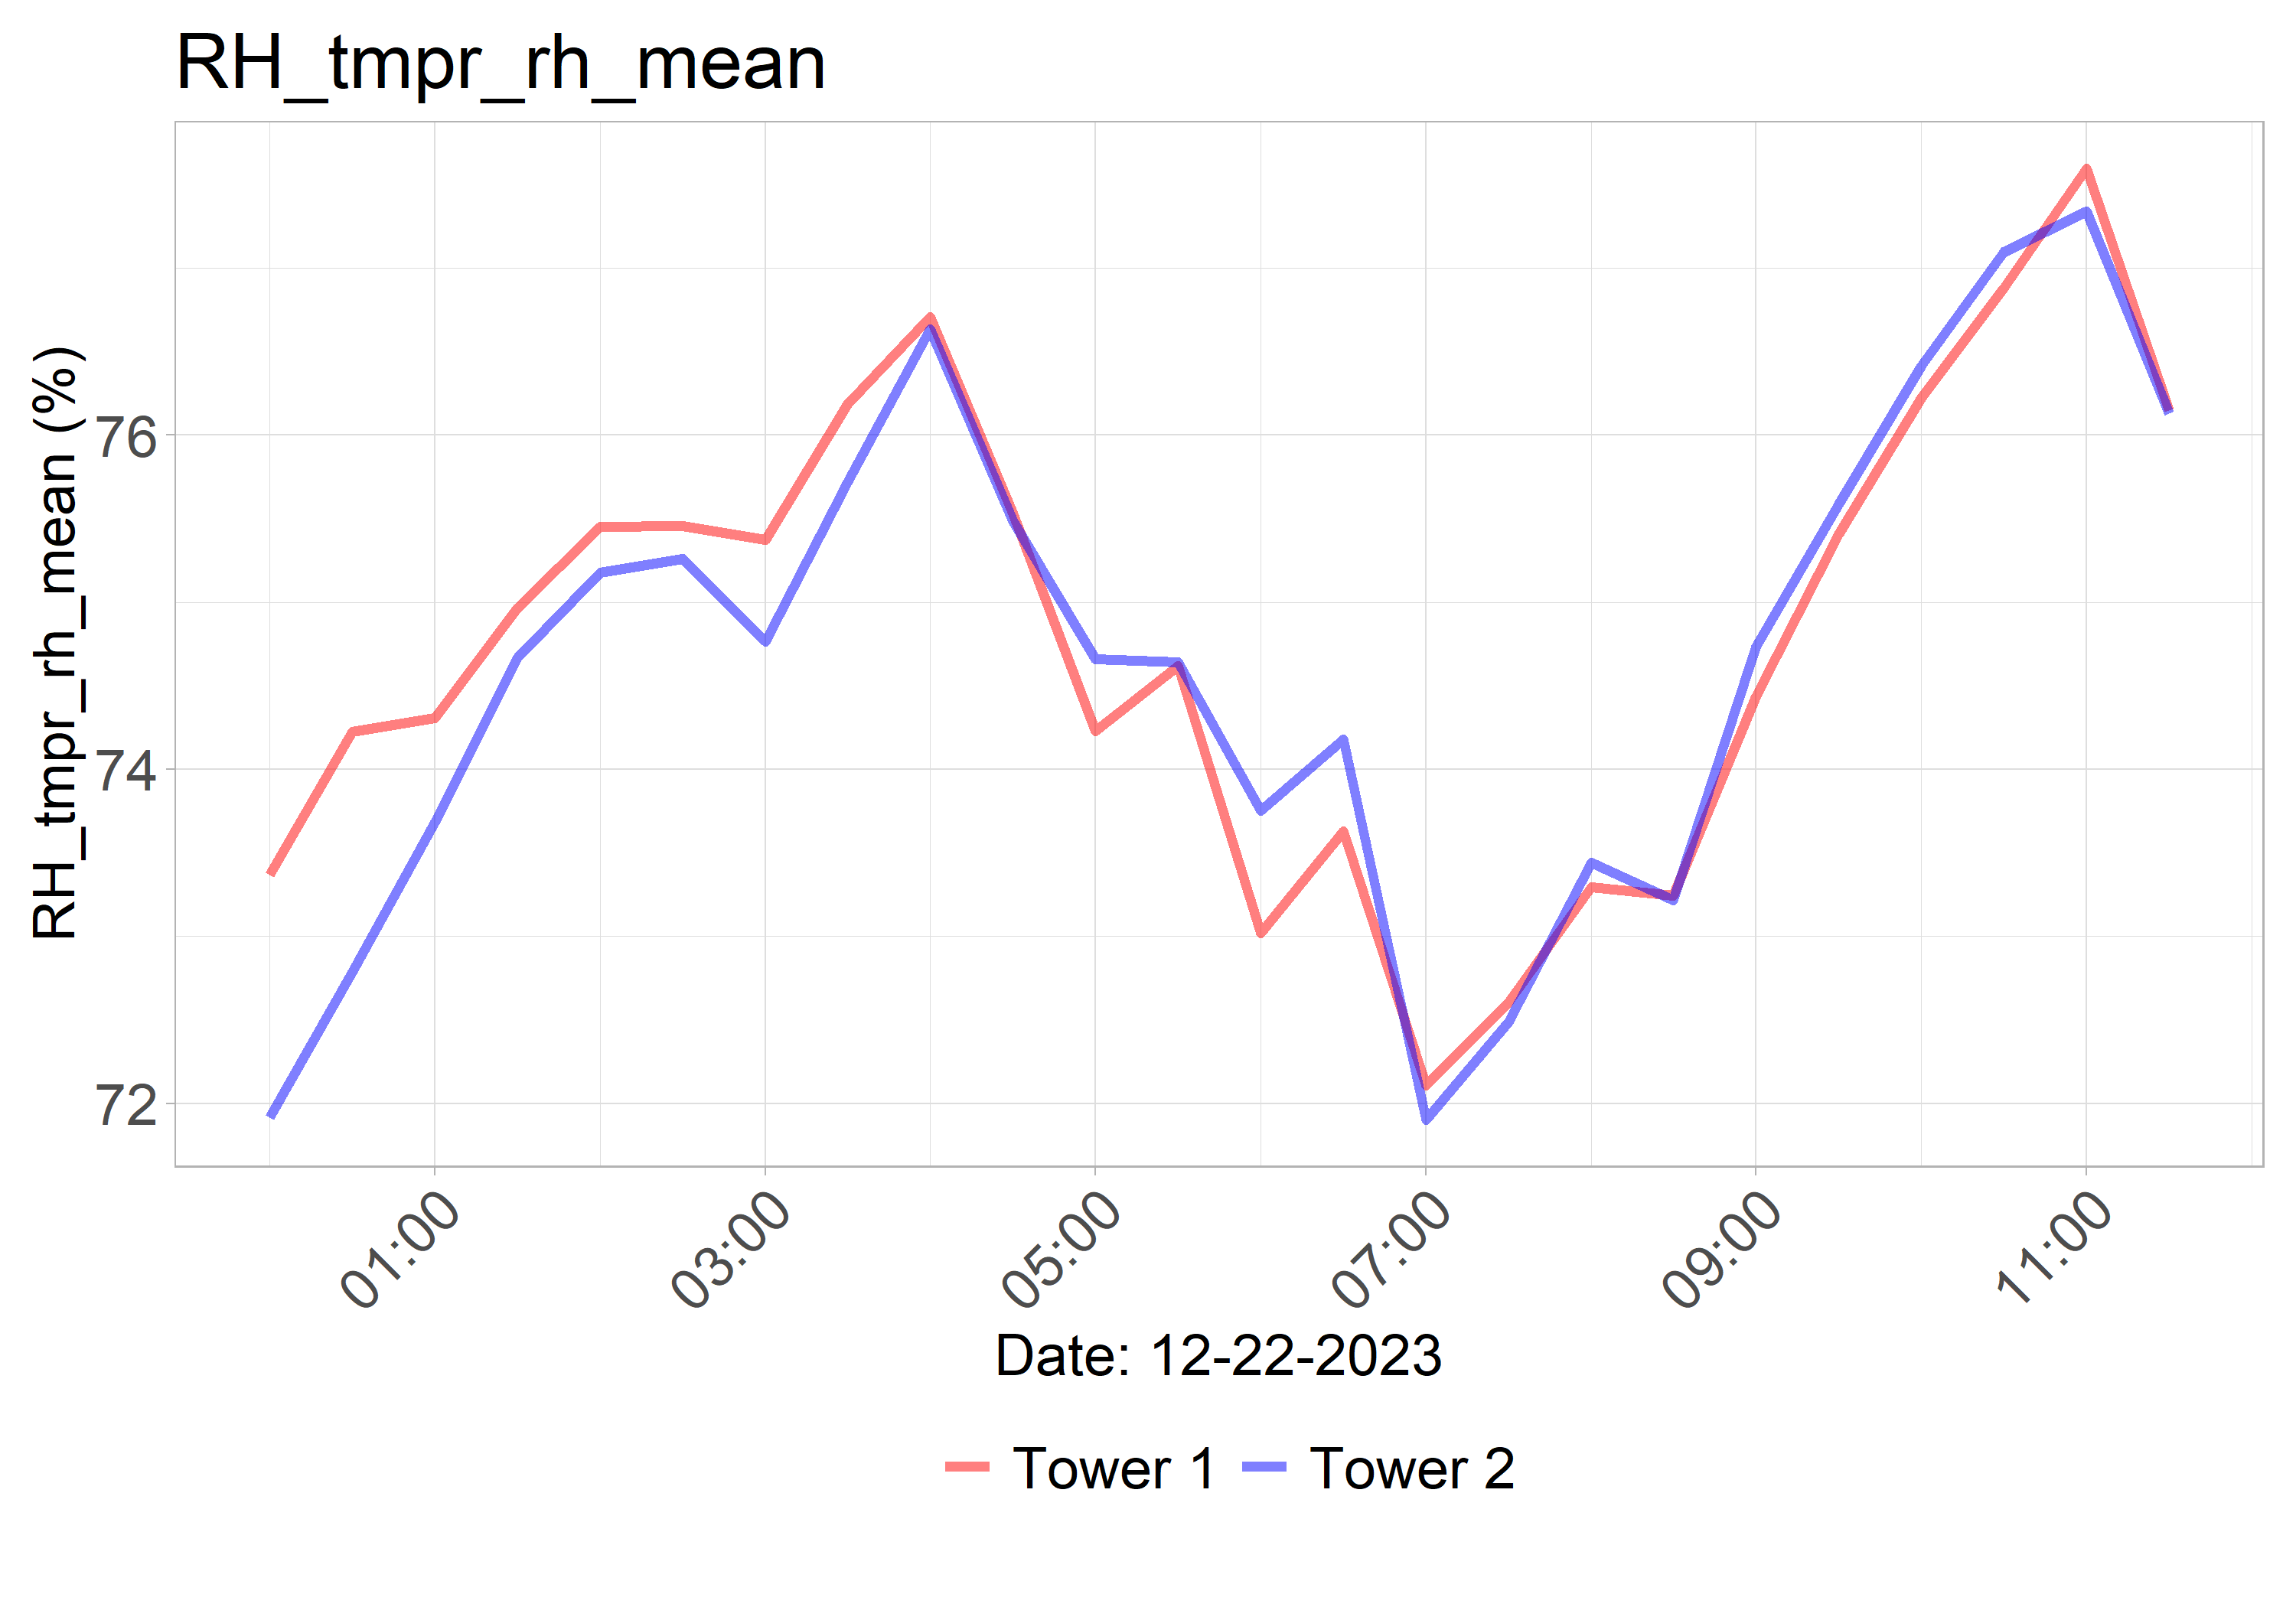 RH_tmpr_rh_mean
RH_tmpr_rh_mean (%)
76
74
72
01:00
03:00
05:00
07:00
09:00
11:00
Date: 12-22-2023
Tower 1
Tower 2